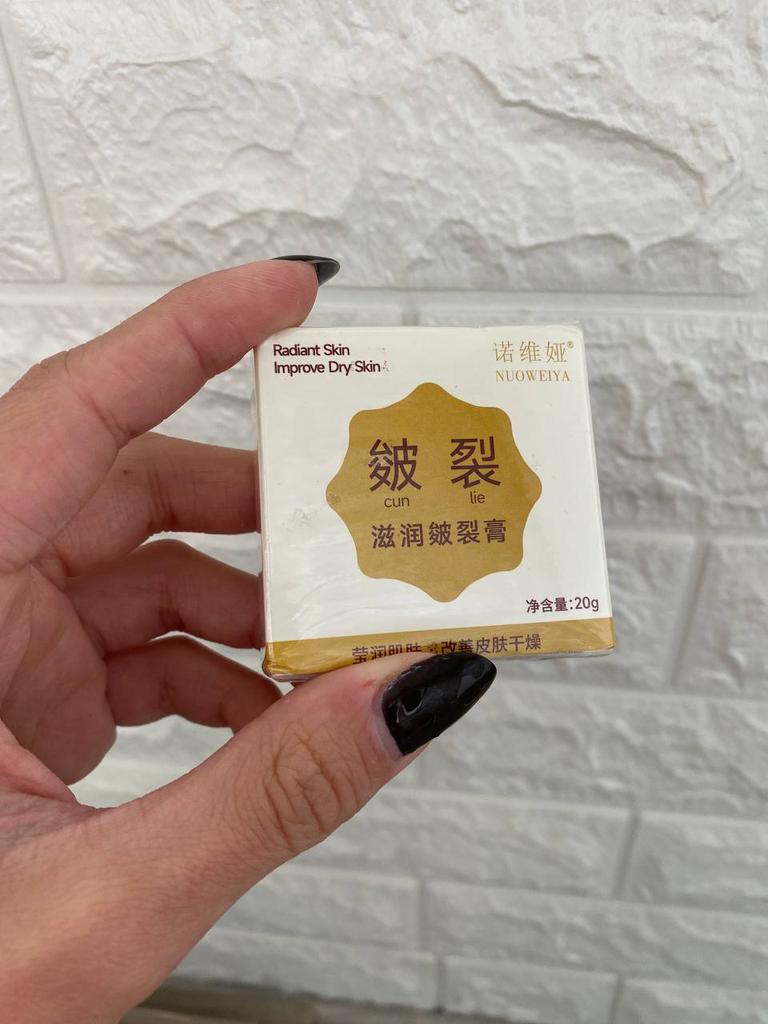 Radiant Skin
Improve Dry Skin
诺维娅®
NUOWEIYA
皴 裂
cun lie
滋润皴裂膏
净含量:20g
莹润肌肤 改善皮肤干燥